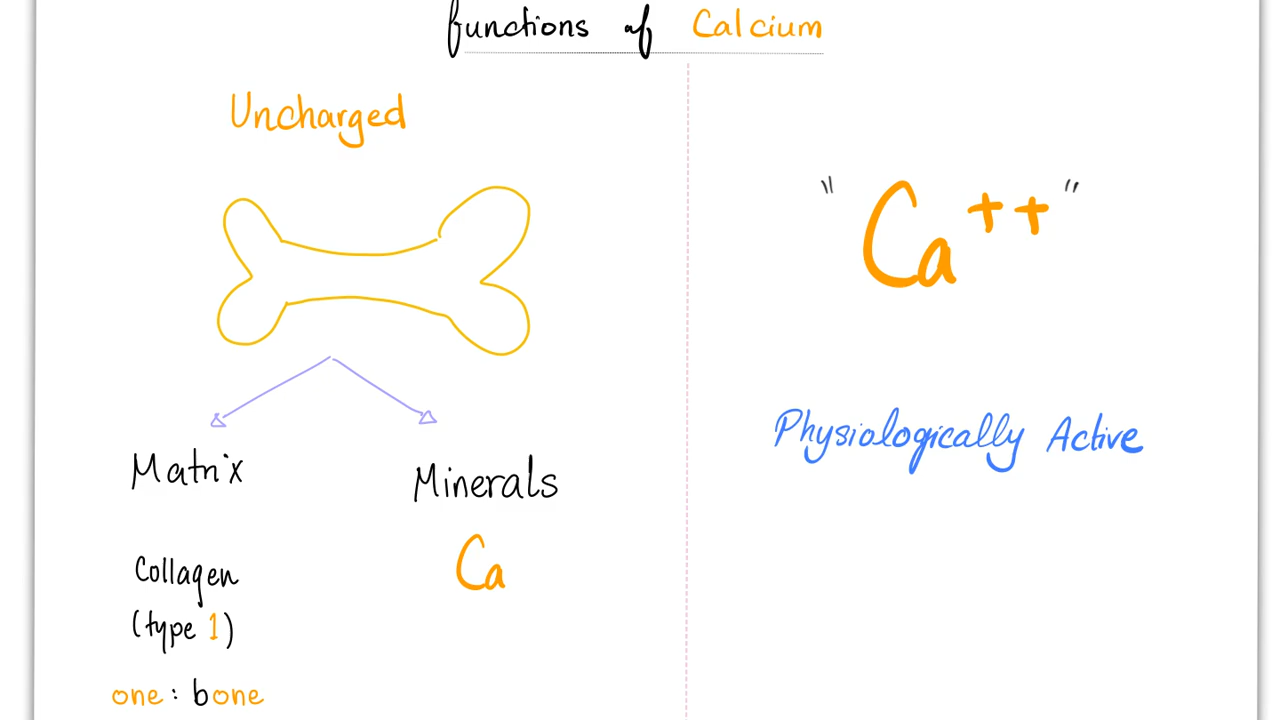 functions of Calcium
Uncharged
Matrix
Minerals
Collagen
(type 1)
one : bone
Ca
"Ca++"
Physiologically Active